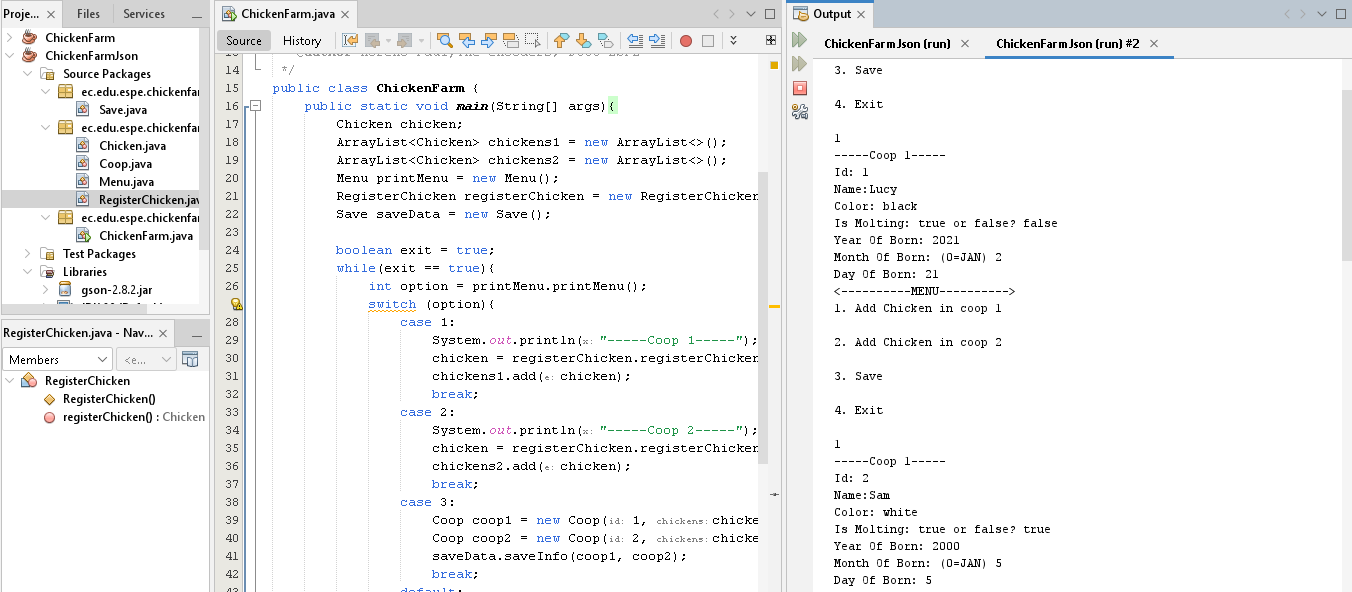 Proje... × Files Services
ChickenFarm
ChickenFarmJson
Source Packages
ec.edu.espe.chickenfar
Save.java
ec.edu.espe.chickenfar
Chicken.java
Coop.java
Menu.java
RegisterChicken.jav
ec.edu.espe.chickenfar
ChickenFarm.java
Test Packages
Libraries
gson-2.8.2.jar
RegisterChicken.java - Nav... ×
Members <e...
RegisterChicken
RegisterChicken()
registerChicken() : Chicken
ChickenFarm.java ×
Source History
14 */
15 public class ChickenFarm {
16 public static void main(String[] args){
17 Chicken chicken;
18 ArrayList<Chicken> chickens1 = new ArrayList<>();
19 ArrayList<Chicken> chickens2 = new ArrayList<>();
20 Menu printMenu = new Menu();
21 RegisterChicken registerChicken = new RegisterChicken
22 Save saveData = new Save();
23
24 boolean exit = true;
25 while(exit == true){
26 int option = printMenu.printMenu();
switch (option){
28 case 1:
29 System.out.println(x: "-----Coop 1-----");
30 chicken = registerChicken.registerChicken
31 chickens1.add(e: chicken);
32 break;
33 case 2:
34 System.out.println(x: "-----Coop 2-----");
35 chicken = registerChicken.registerChicken
36 chickens2.add(e: chicken);
37 break;
38 case 3:
39 Coop coop1 = new Coop(id: 1, chickens: chicke
40 Coop coop2 = new Coop(id: 2, chickens: chicke
41 saveData.saveInfo(coop1, coop2);
42 break;
43 default:
Output ×
ChickenFarmJson (run) × ChickenFarmJson (run) #2 ×
3. Save
4. Exit
1
-----Coop 1-----
Id: 1
Name:Lucy
Color: black
Is Molting: true or false? false
Year Of Born: 2021
Month Of Born: (0=JAN) 2
Day Of Born: 21
<----------MENU---------->
1. Add Chicken in coop 1
2. Add Chicken in coop 2
3. Save
4. Exit
1
-----Coop 1-----
Id: 2
Name:Sam
Color: white
Is Molting: true or false? true
Year Of Born: 2000
Month Of Born: (0=JAN) 5
Day Of Born: 5